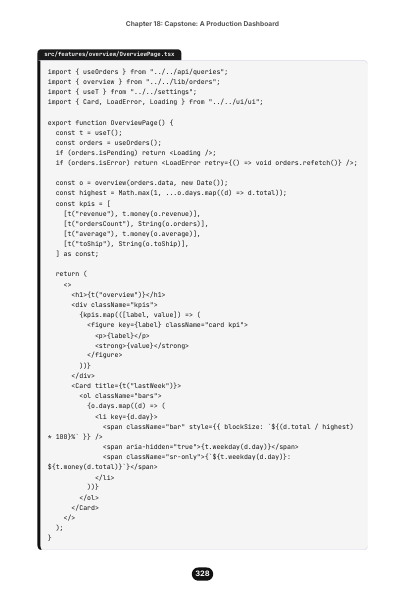 Chapter 18: Capstone: A Production Dashboard
src/features/overview/OverviewPage.tsx
import { useOrders } from "../../api/queries";
import { overview } from "../../lib/orders";
import { useT } from "../../settings";
import { Card, LoadError, Loading } from "../../ui/ui";

export function OverviewPage() {
  const t = useT();
  const orders = useOrders();
  if (orders.isPending) return <Loading />;
  if (orders.isError) return <LoadError retry={() => void orders.refetch()} />;

  const o = overview(orders.data, new Date());
  const highest = Math.max(1, ...o.days.map((d) => d.total));
  const kpis = [
    [t("revenue"), t.money(o.revenue)],
    [t("ordersCount"), String(o.orders)],
    [t("average"), t.money(o.average)],
    [t("toShip"), String(o.toShip)],
  ] as const;

  return (
    <>
      <h1>{t("overview")}</h1>
      <div className="kpis">
        {kpis.map(([label, value]) => (
          <figure key={label} className="card kpi">
            <p>{label}</p>
            <strong>{value}</strong>
          </figure>
        ))}
      </div>
      <Card title={t("lastWeek")}>
        <ol className="bars">
          {o.days.map((d) => (
            <li key={d.day}>
              <span className="bar" style={{ blockSize: `${(d.total / highest)
* 100}%` }} />
              <span aria-hidden="true">{t.weekday(d.day)}</span>
              <span className="sr-only">{`${t.weekday(d.day)}:
${t.money(d.total)}`}</span>
            </li>
          ))}
        </ol>
      </Card>
    </>
  );
}
328